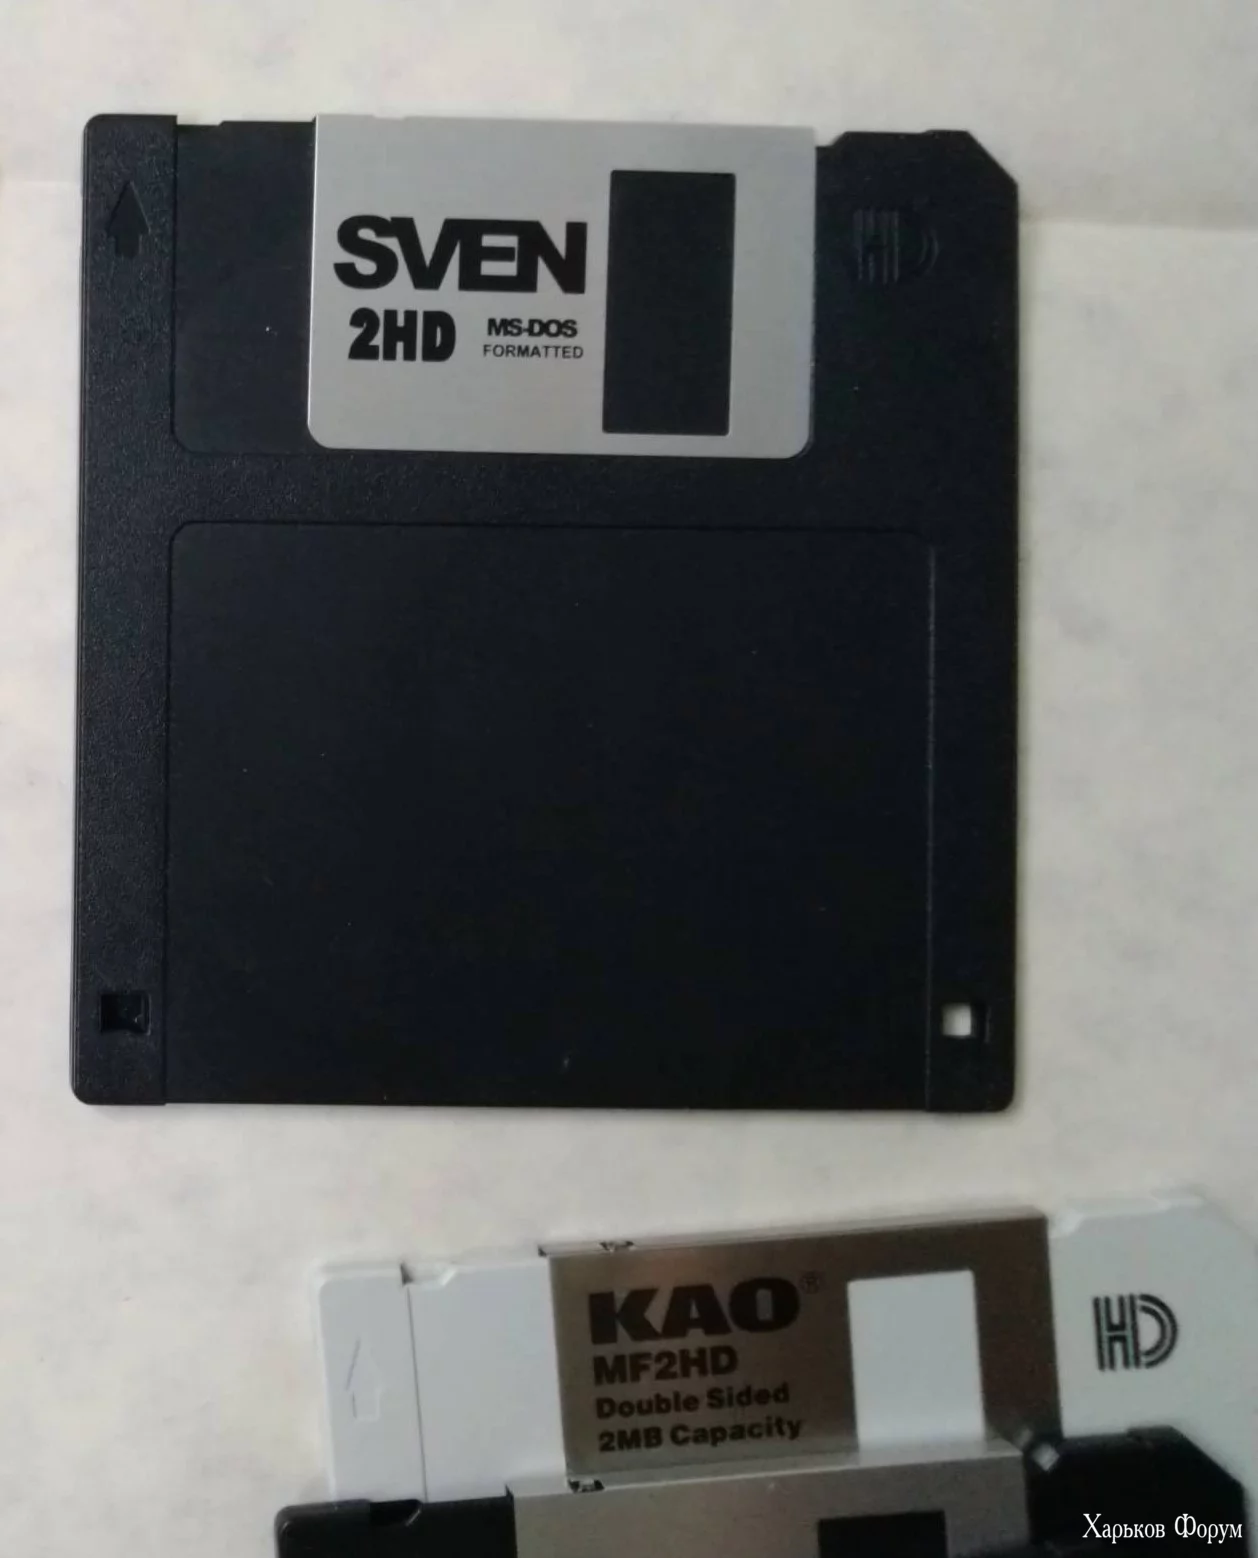 SVEN
2HD MS-DOS
FORMATTED
HD
KAO®
MF2HD
Double Sided
2MB Capacity
HD
Харьков Форум